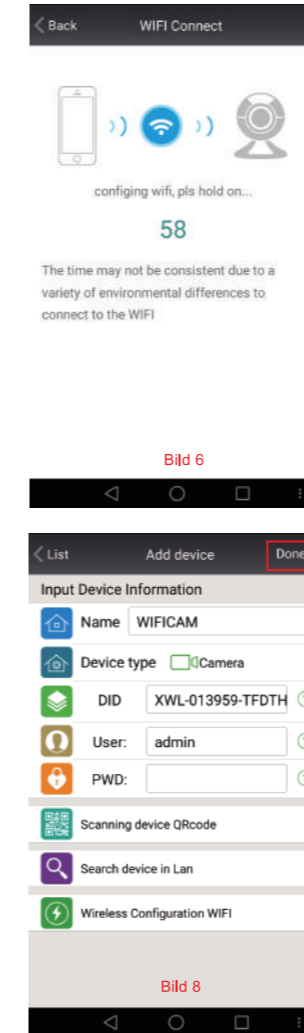 Back WIFI Connect
configing wifi, pls hold on...
58
The time may not be consistent due to a
variety of environmental differences to
connect to the WIFI
Bild 6
List Add device Done
Input Device Information
Name WIFICAM
Device type Camera
DID XWL-013959-TFDTH
User: admin
PWD:
Scanning device QRcode
Search device in Lan
Wireless Configuration WIFI
Bild 8